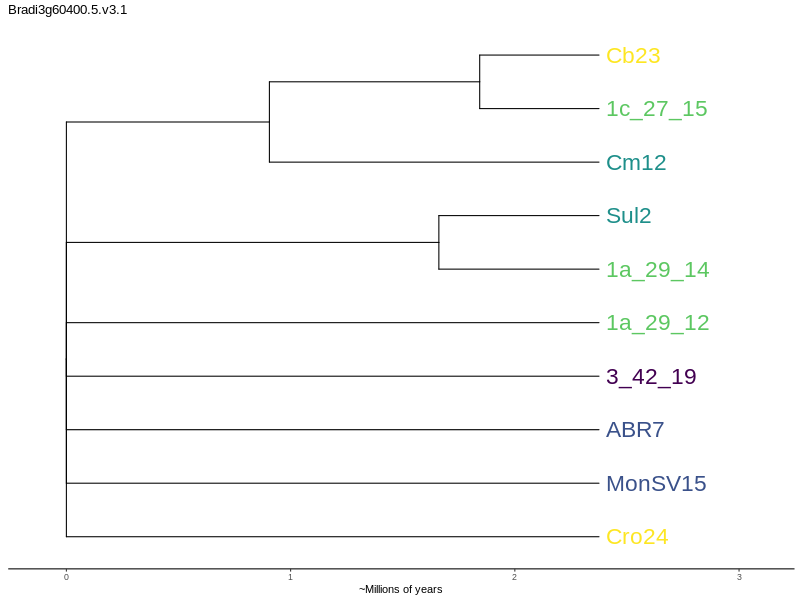 Bradi3g60400.5.v3.1
Cb23
1c_27_15
Cm12
Sul2
1a_29_14
1a_29_12
3_42_19
ABR7
MonSV15
Cro24
0 1 2 3
~Millions of years